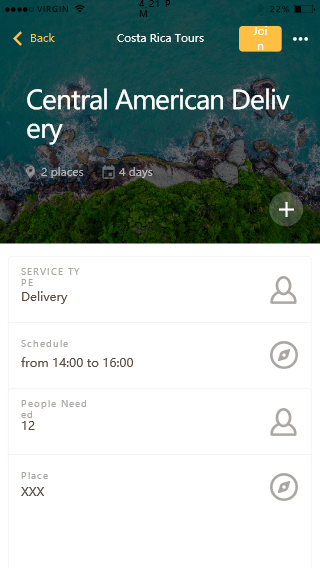 VIRGIN
4 21 P
M
22%
Back
Costa Rica Tours
Joi
n
Central American Deliv
ery
2 places
4 days
SERVICE TY
PE
Delivery
Schedule
from 14:00 to 16:00
People Need
ed
12
Place
XXX